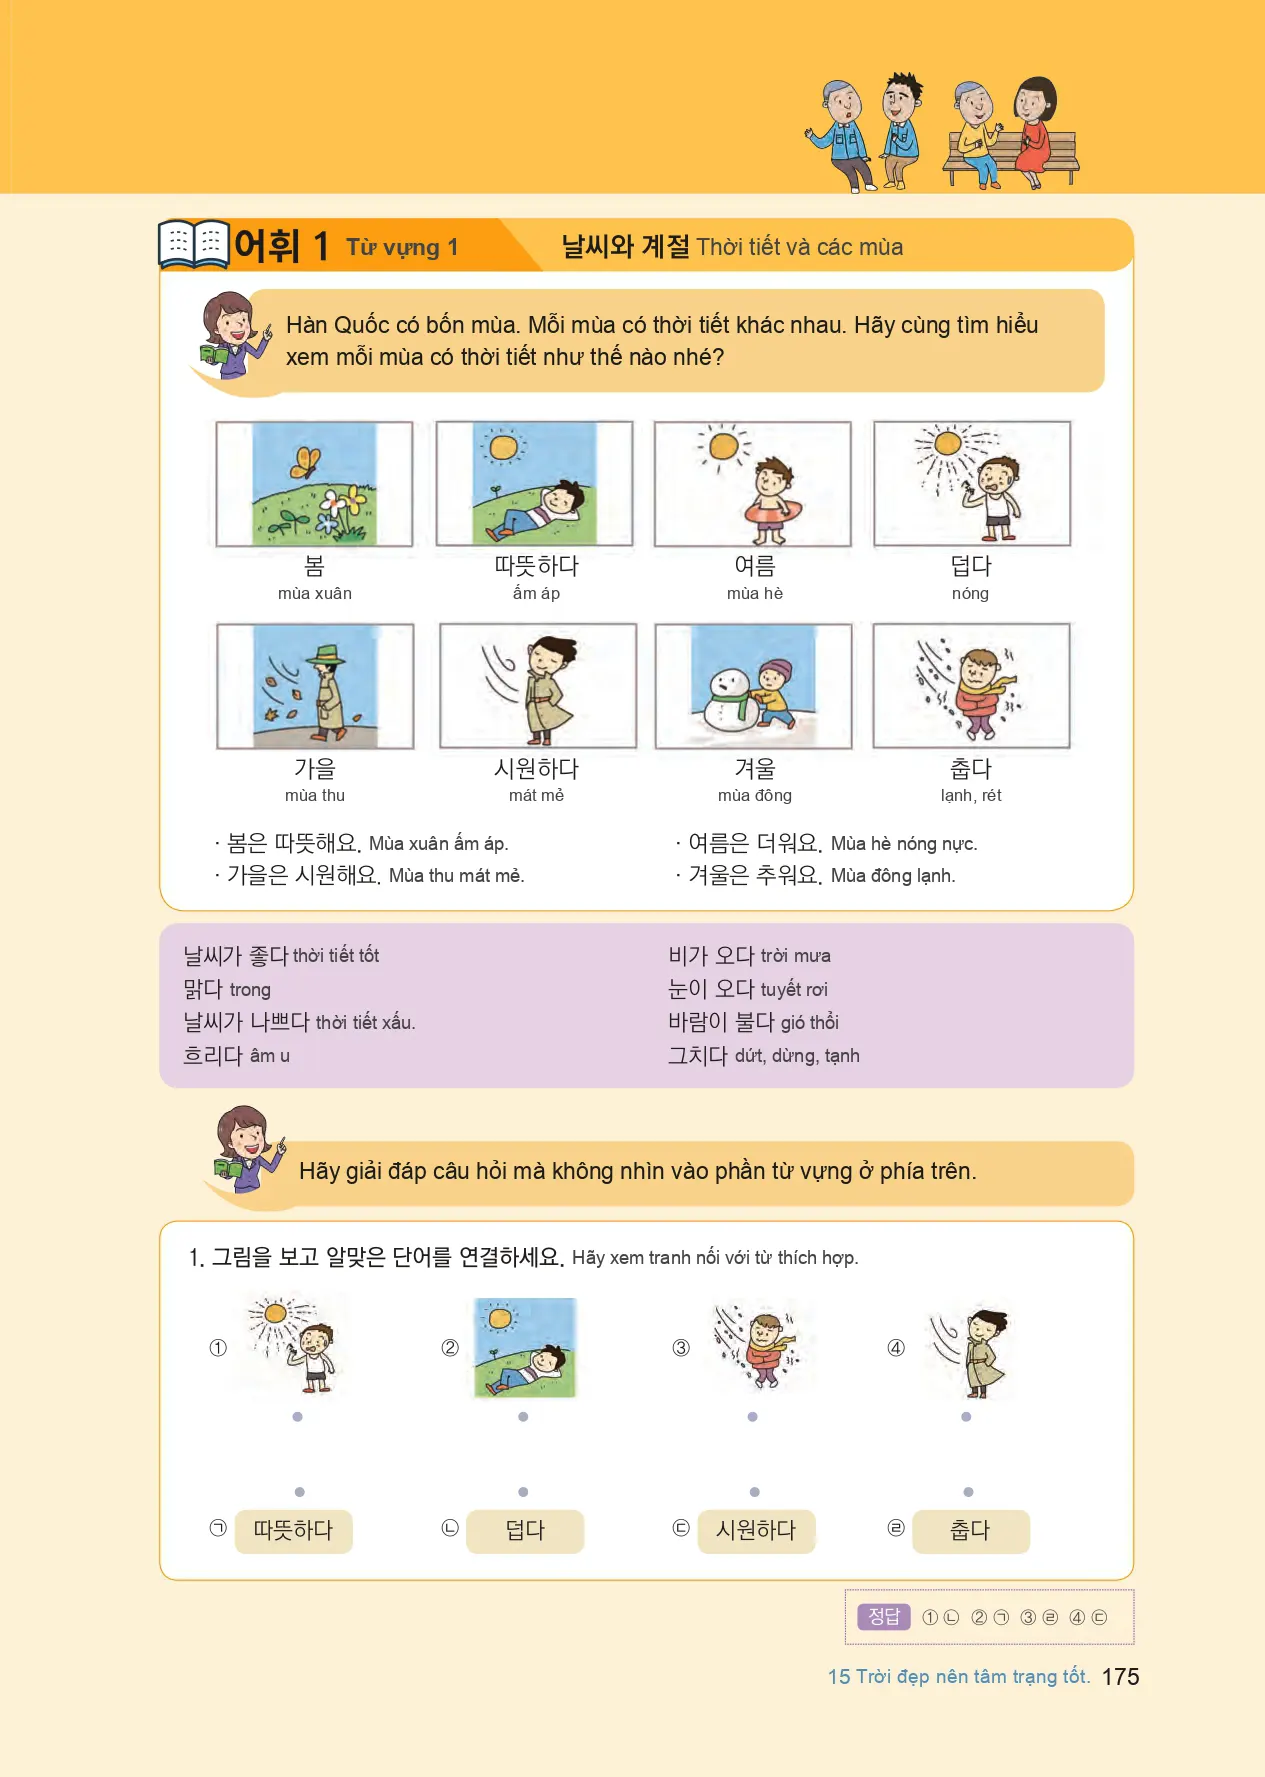 어휘 1 Từ vựng 1 날씨와 계절 Thời tiết và các mùa
Hàn Quốc có bốn mùa. Mỗi mùa có thời tiết khác nhau. Hãy cùng tìm hiểu
xem mỗi mùa có thời tiết như thế nào nhé?
봄 따뜻하다 여름 덥다
mùa xuân ấm áp mùa hè nóng
가을 시원하다 겨울 춥다
mùa thu mát mẻ mùa đông lạnh, rét
· 봄은 따뜻해요. Mùa xuân ấm áp.
· 가을은 시원해요. Mùa thu mát mẻ.
· 여름은 더워요. Mùa hè nóng nực.
· 겨울은 추워요. Mùa đông lạnh.
날씨가 좋다 thời tiết tốt
맑다 trong
날씨가 나쁘다 thời tiết xấu.
흐리다 âm u
비가 오다 trời mưa
눈이 오다 tuyết rơi
바람이 불다 gió thổi
그치다 dứt, dừng, tạnh
Hãy giải đáp câu hỏi mà không nhìn vào phần từ vựng ở phía trên.
1. 그림을 보고 알맞은 단어를 연결하세요. Hãy xem tranh nối với từ thích hợp.
① ② ③ ④
㉠ 따뜻하다 ㉡ 덥다 ㉢ 시원하다 ㉣ 춥다
정답 ① ㉡ ② ㉠ ③ ㉣ ④ ㉢
15 Trời đẹp nên tâm trạng tốt. 175